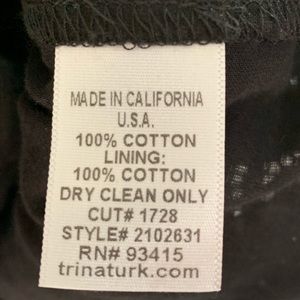 MADE IN CALIFORNIA
U.S.A.
100% COTTON
LINING:
100% COTTON
DRY CLEAN ONLY
CUT# 1728
STYLE# 2102631
RN# 93415
trinaturk.com